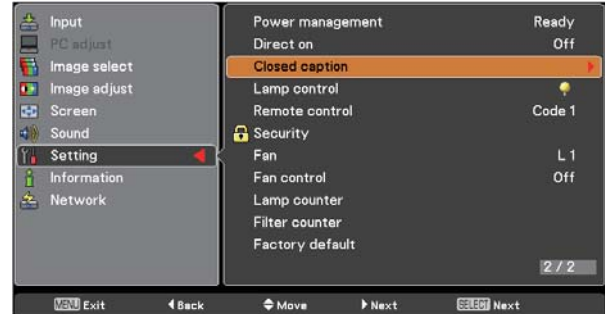 Input
PC adjust
Image select
Image adjust
Screen
Sound
Setting
Information
Network
Power management Ready
Direct on Off
Closed caption
Lamp control
Remote control Code 1
Security
Fan L 1
Fan control Off
Lamp counter
Filter counter
Factory default
2 / 2
MENU Exit Back Move Next SELECT Next